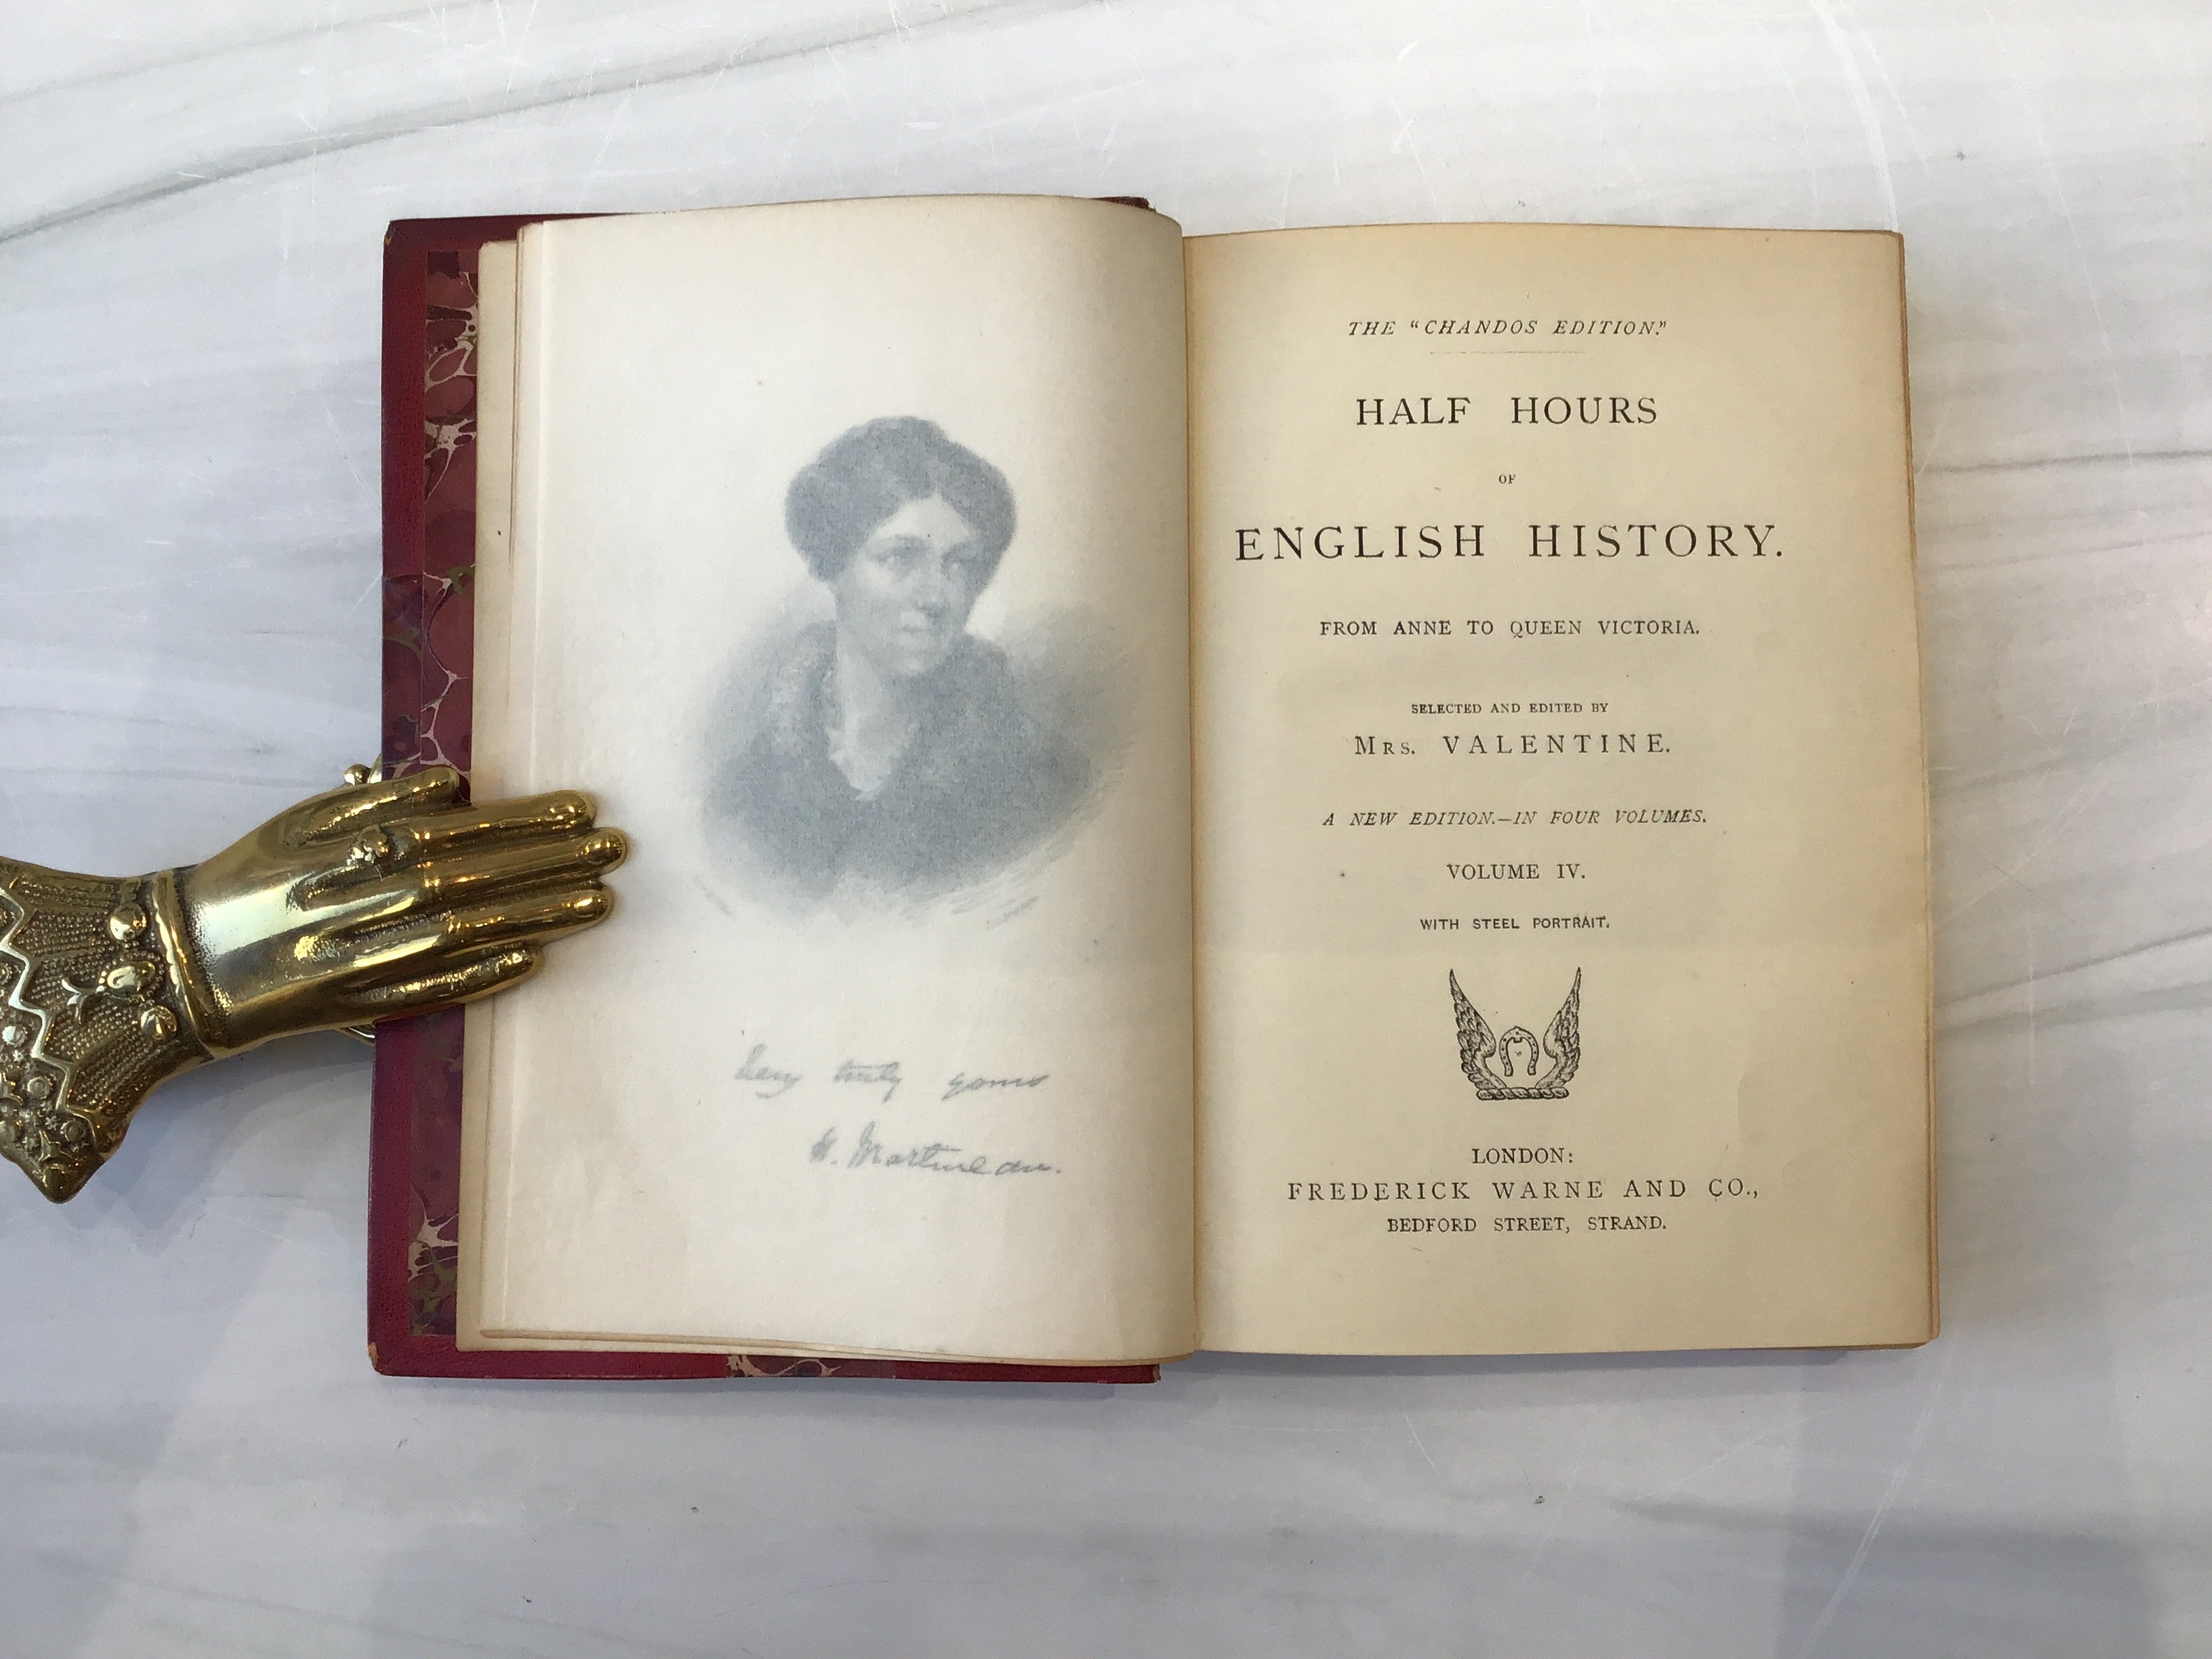 Very truly yours
H. Martineau.
THE "CHANDOS EDITION."
HALF HOURS
OF
ENGLISH HISTORY.
FROM ANNE TO QUEEN VICTORIA.
SELECTED AND EDITED BY
MRS. VALENTINE.
A NEW EDITION.—IN FOUR VOLUMES.
VOLUME IV.
WITH STEEL PORTRAIT.
LONDON:
FREDERICK WARNE AND CO.,
BEDFORD STREET, STRAND.